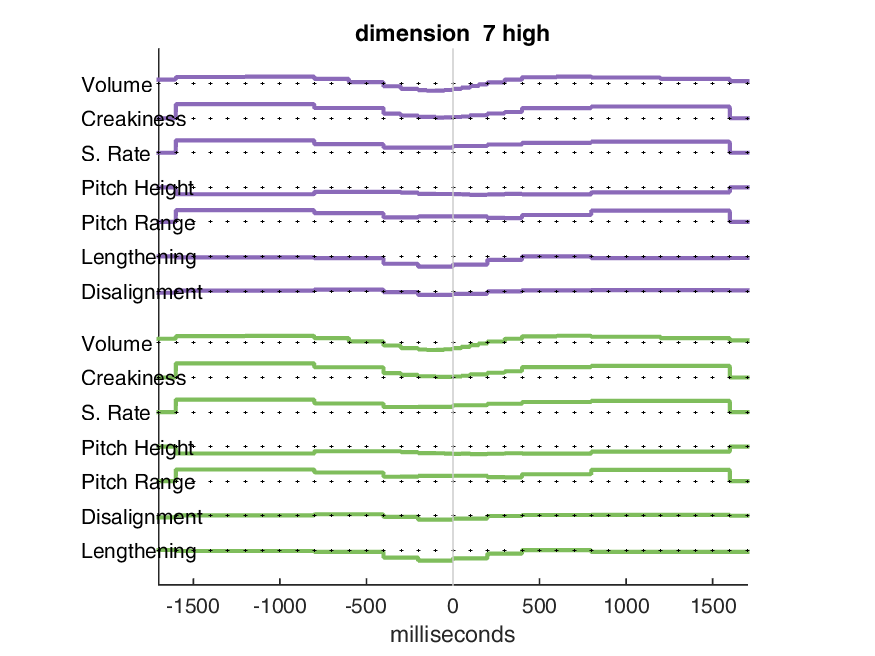 dimension  7 high
Volume
Creakiness
S. Rate
Pitch Height
Pitch Range
Lengthening
Disalignment
Volume
Creakiness
S. Rate
Pitch Height
Pitch Range
Disalignment
Lengthening
-1500 -1000 -500 0 500 1000 1500
milliseconds